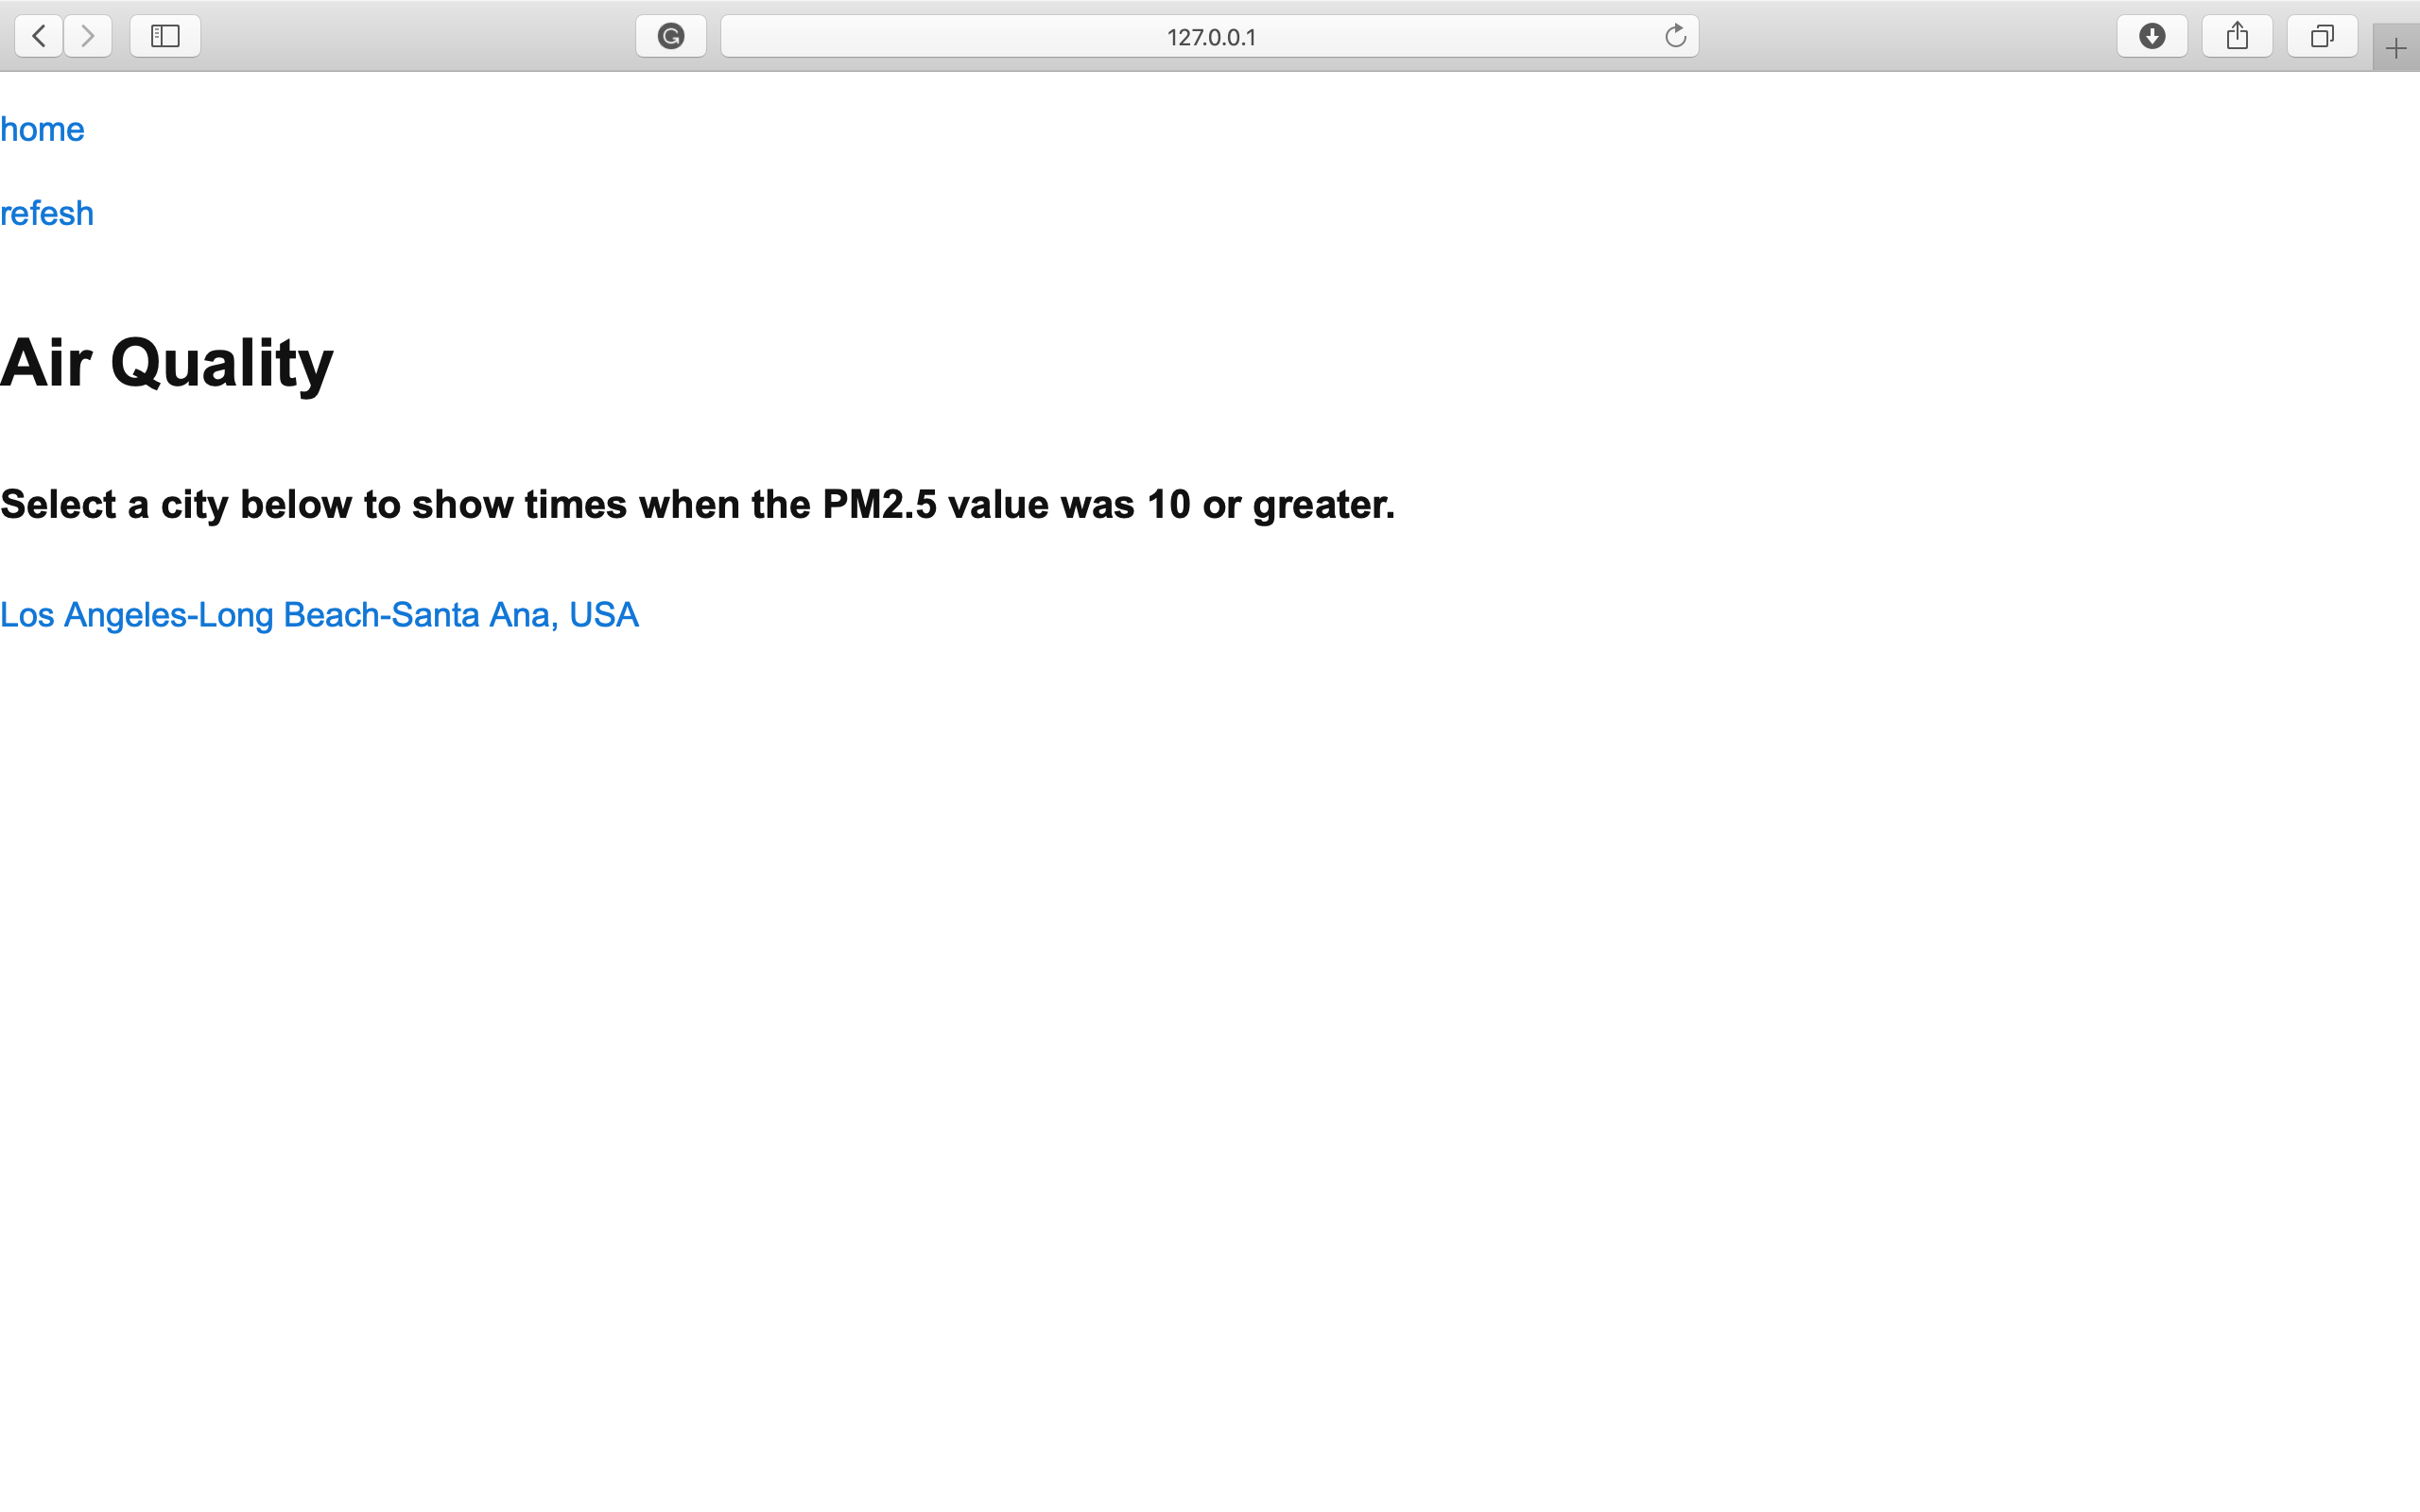 127.0.0.1
home
refesh
Air Quality
Select a city below to show times when the PM2.5 value was 10 or greater.
Los Angeles-Long Beach-Santa Ana, USA